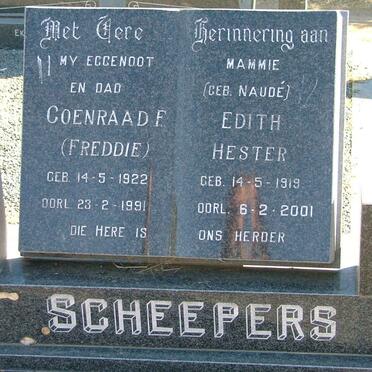 Met Eere
MY EGGENOOT
EN DAD
COENRAAD F.
(FREDDIE)
GEB. 14-5-1922
OORL. 23-2-1991
DIE HERE IS
Herinnering aan
MAMMIE
(GEB. NAUDÉ)
EDITH
HESTER
GEB. 14-5-1919
OORL. 6-2-2001
ONS HERDER
SCHEEPERS